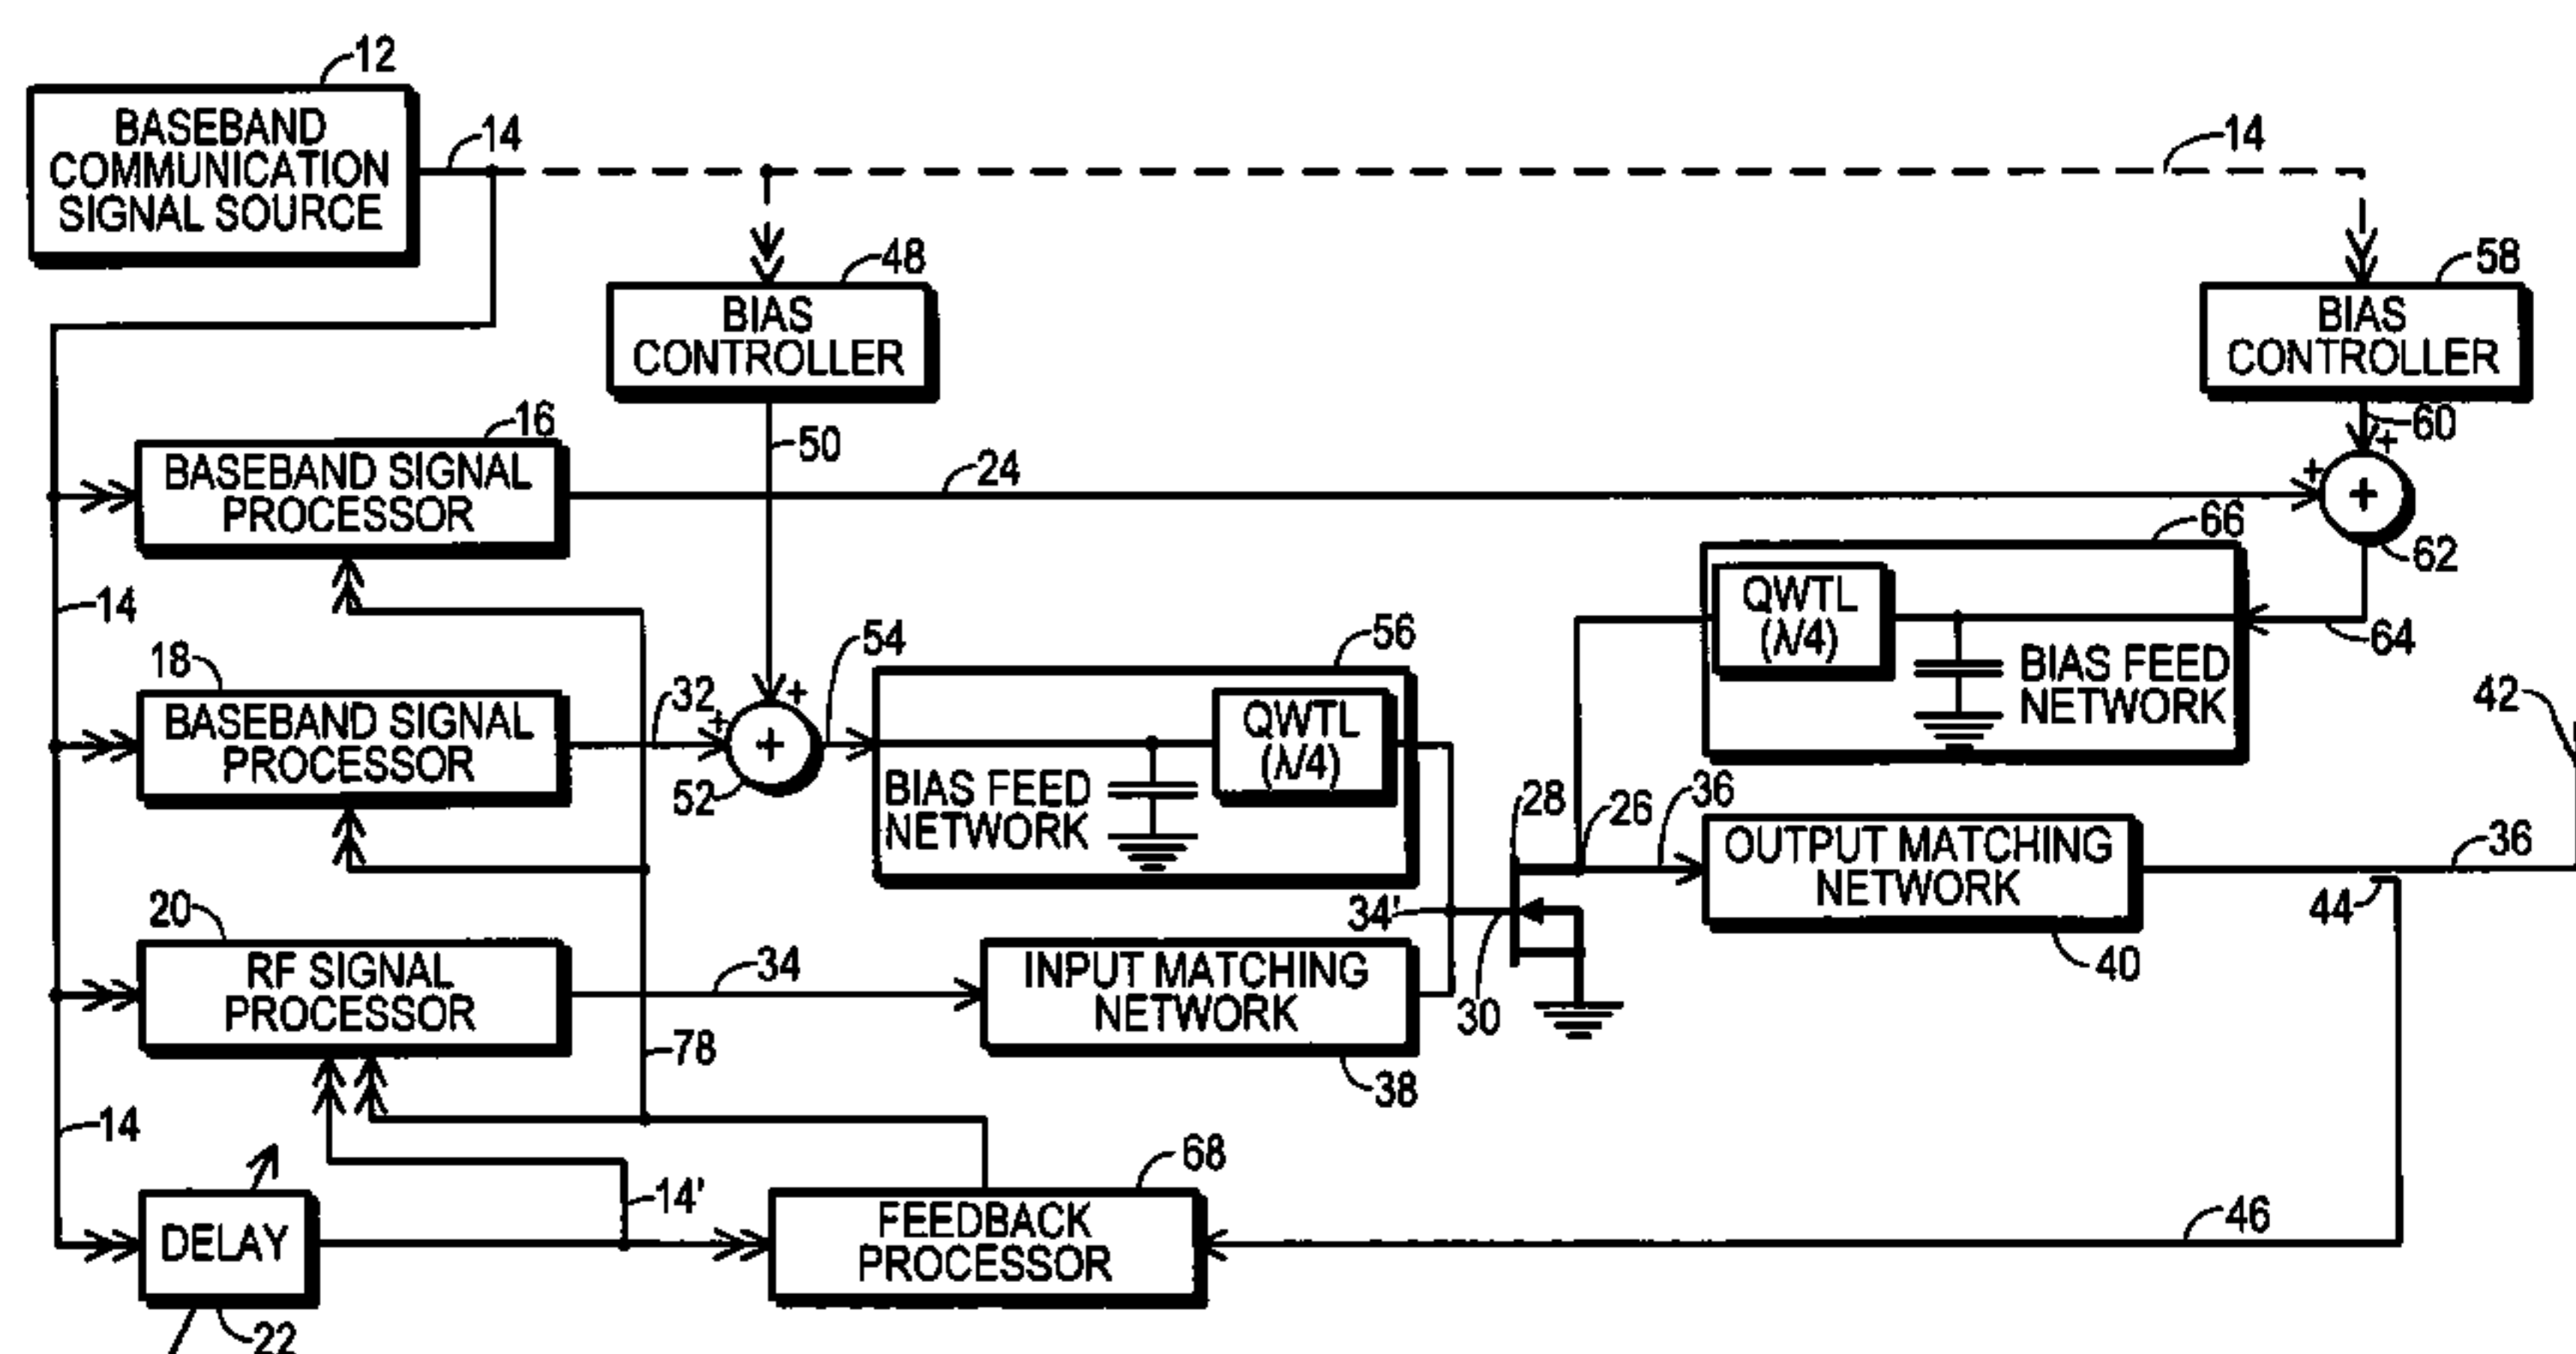 12
BASEBAND
COMMUNICATION
SIGNAL SOURCE
14
14
48
BIAS
CONTROLLER
58
BIAS
CONTROLLER
50
60
+
16
BASEBAND SIGNAL
PROCESSOR
24
+
+
62
66
QWTL
(λ/4)
BIAS FEED
NETWORK
64
14
18
BASEBAND SIGNAL
PROCESSOR
32
+
+
+
52
54
56
QWTL
(λ/4)
BIAS FEED
NETWORK
42
28
26
36
OUTPUT MATCHING
NETWORK
40
36
44
34'
30
20
RF SIGNAL
PROCESSOR
34
INPUT MATCHING
NETWORK
38
78
14
14'
68
FEEDBACK
PROCESSOR
46
DELAY
22